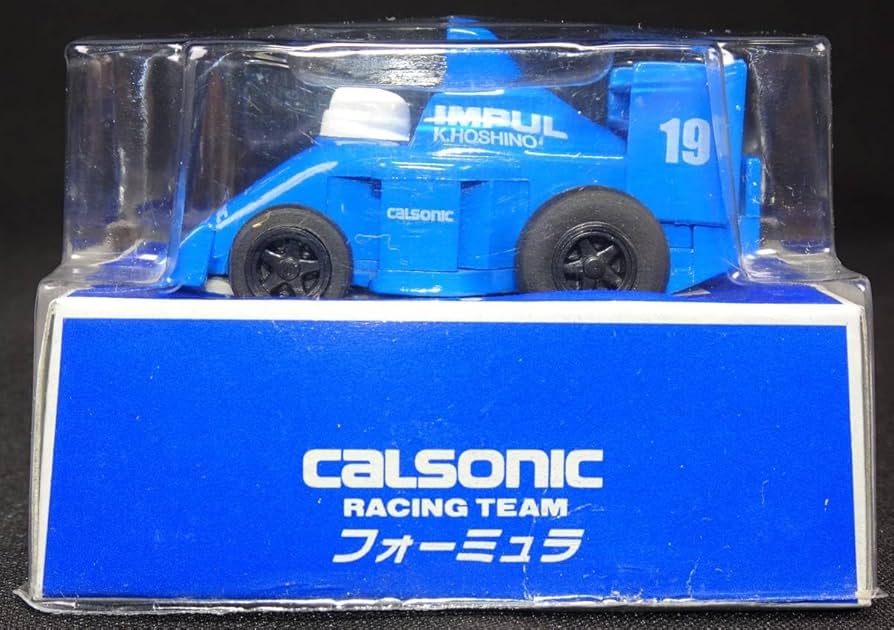 IMPUL
K.HOSHINO
19
CALSONIC
CALSONIC
RACING TEAM
フォーミュラ